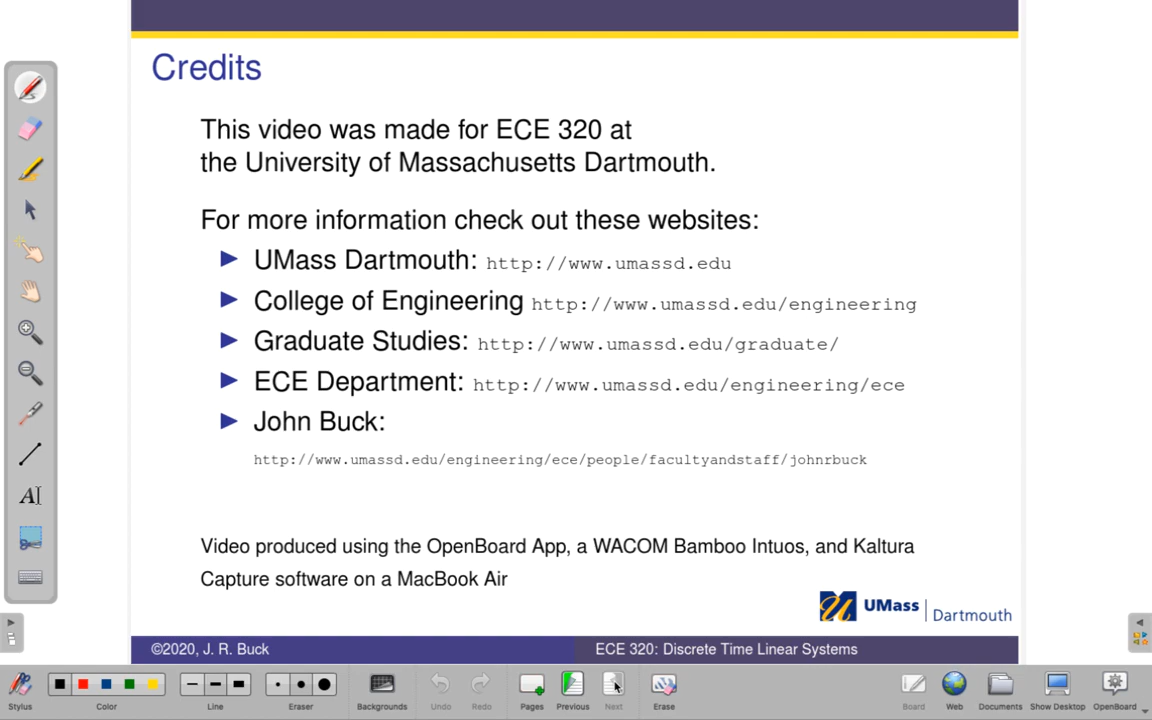 Credits
This video was made for ECE 320 at
the University of Massachusetts Dartmouth.
For more information check out these websites:
UMass Dartmouth: http://www.umassd.edu
College of Engineering http://www.umassd.edu/engineering
Graduate Studies: http://www.umassd.edu/graduate/
ECE Department: http://www.umassd.edu/engineering/ece
John Buck:
http://www.umassd.edu/engineering/ece/people/facultyandstaff/johnrbuck
Video produced using the OpenBoard App, a WACOM Bamboo Intuos, and Kaltura
Capture software on a MacBook Air
UMass | Dartmouth
©2020, J. R. Buck ECE 320: Discrete Time Linear Systems
Stylus Color Line Eraser Backgrounds Undo Redo Pages Previous Next Erase Board Web Documents Show Desktop OpenBoard